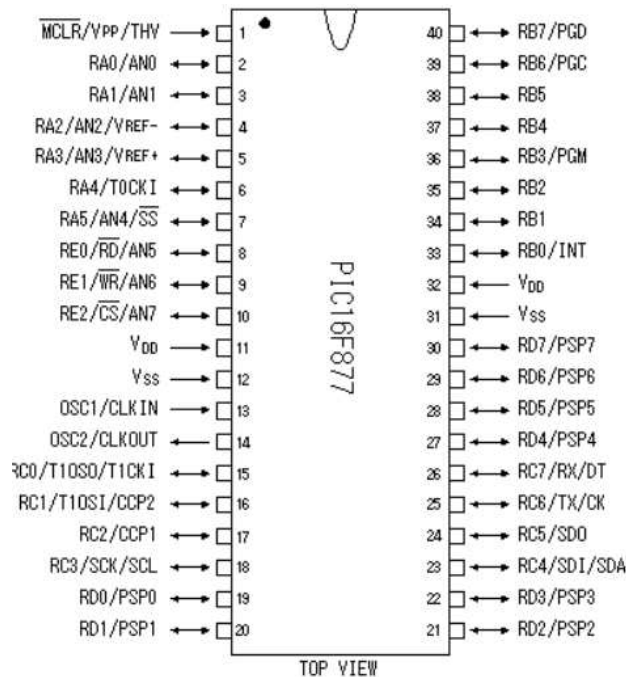 MCLR/VPP/THV 1 40 RB7/PGD
RA0/AN0 2 39 RB6/PGC
RA1/AN1 3 38 RB5
RA2/AN2/VREF- 4 37 RB4
RA3/AN3/VREF+ 5 36 RB3/PGM
RA4/T0CKI 6 35 RB2
RA5/AN4/SS 7 34 RB1
RE0/RD/AN5 8 33 RB0/INT
RE1/WR/AN6 9 32 VDD
RE2/CS/AN7 10 31 VSS
VDD 11 30 RD7/PSP7
VSS 12 29 RD6/PSP6
OSC1/CLKIN 13 28 RD5/PSP5
OSC2/CLKOUT 14 27 RD4/PSP4
RC0/T1OSO/T1CKI 15 26 RC7/RX/DT
RC1/T1OSI/CCP2 16 25 RC6/TX/CK
RC2/CCP1 17 24 RC5/SDO
RC3/SCK/SCL 18 23 RC4/SDI/SDA
RD0/PSP0 19 22 RD3/PSP3
RD1/PSP1 20 21 RD2/PSP2
PIC16F877
TOP VIEW